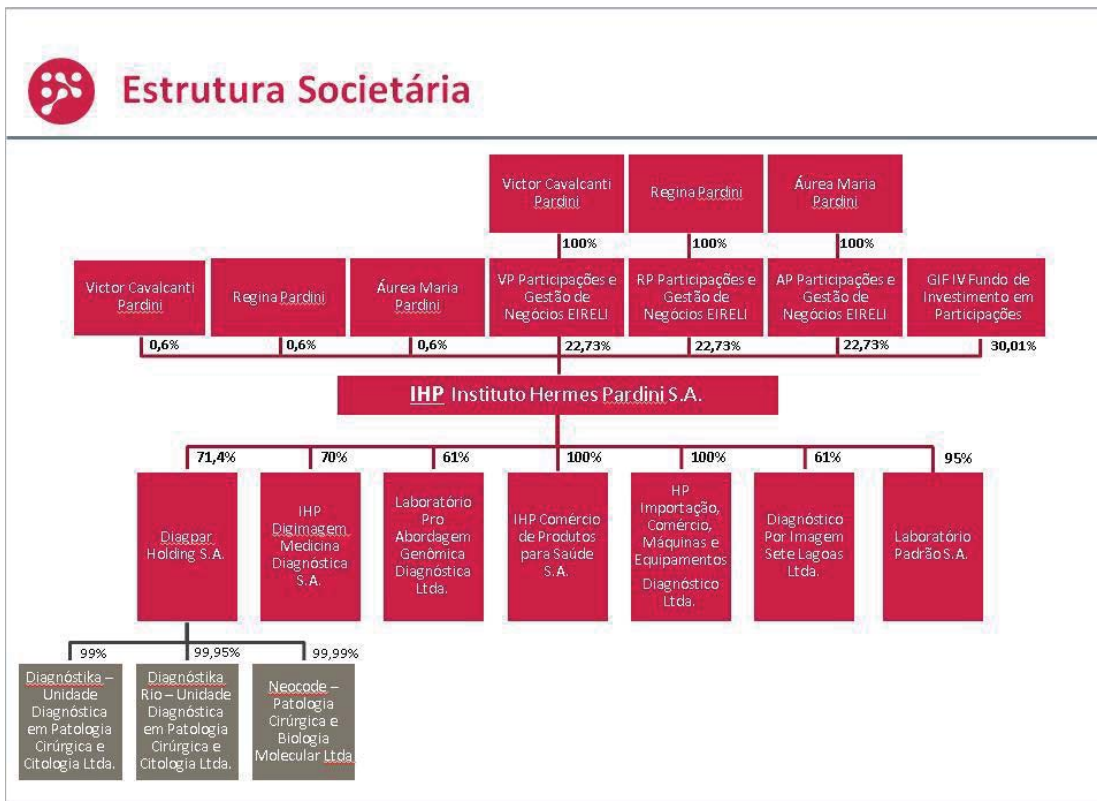 Estrutura Societária
Victor Cavalcanti
Pardini
Regina Pardini
Áurea Maria
Pardini
100%
100%
100%
Victor Cavalcanti
Pardini
Regina Pardini
Áurea Maria
Pardini
VP Participações e
Gestão de
Negócios EIRELI
RP Participações e
Gestão de
Negócios EIRELI
AP Participações e
Gestão de
Negócios EIRELI
GIF IV Fundo de
Investimento em
Participações
0,6%
0,6%
0,6%
22,73%
22,73%
22,73%
30,01%
IHP Instituto Hermes Pardini S.A.
71,4%
70%
61%
100%
100%
61%
95%
Diagpar
Holding S.A.
IHP
Digimagem
Medicina
Diagnóstica
S.A.
Laboratório
Pro
Abordagem
Genômica
Diagnóstica
Ltda.
IHP Comércio
de Produtos
para Saúde
S.A.
HP
Importação,
Comércio,
Máquinas e
Equipamentos
Diagnóstico
Ltda.
Diagnóstico
Por Imagem
Sete Lagoas
Ltda.
Laboratório
Padrão S.A.
99%
99,95%
99,99%
Diagnóstika –
Unidade
Diagnóstica
em Patologia
Cirúrgica e
Citologia Ltda.
Diagnóstika
Rio – Unidade
Diagnóstica
em Patologia
Cirúrgica e
Citologia Ltda.
Neocode –
Patologia
Cirúrgica e
Biologia
Molecular Ltda